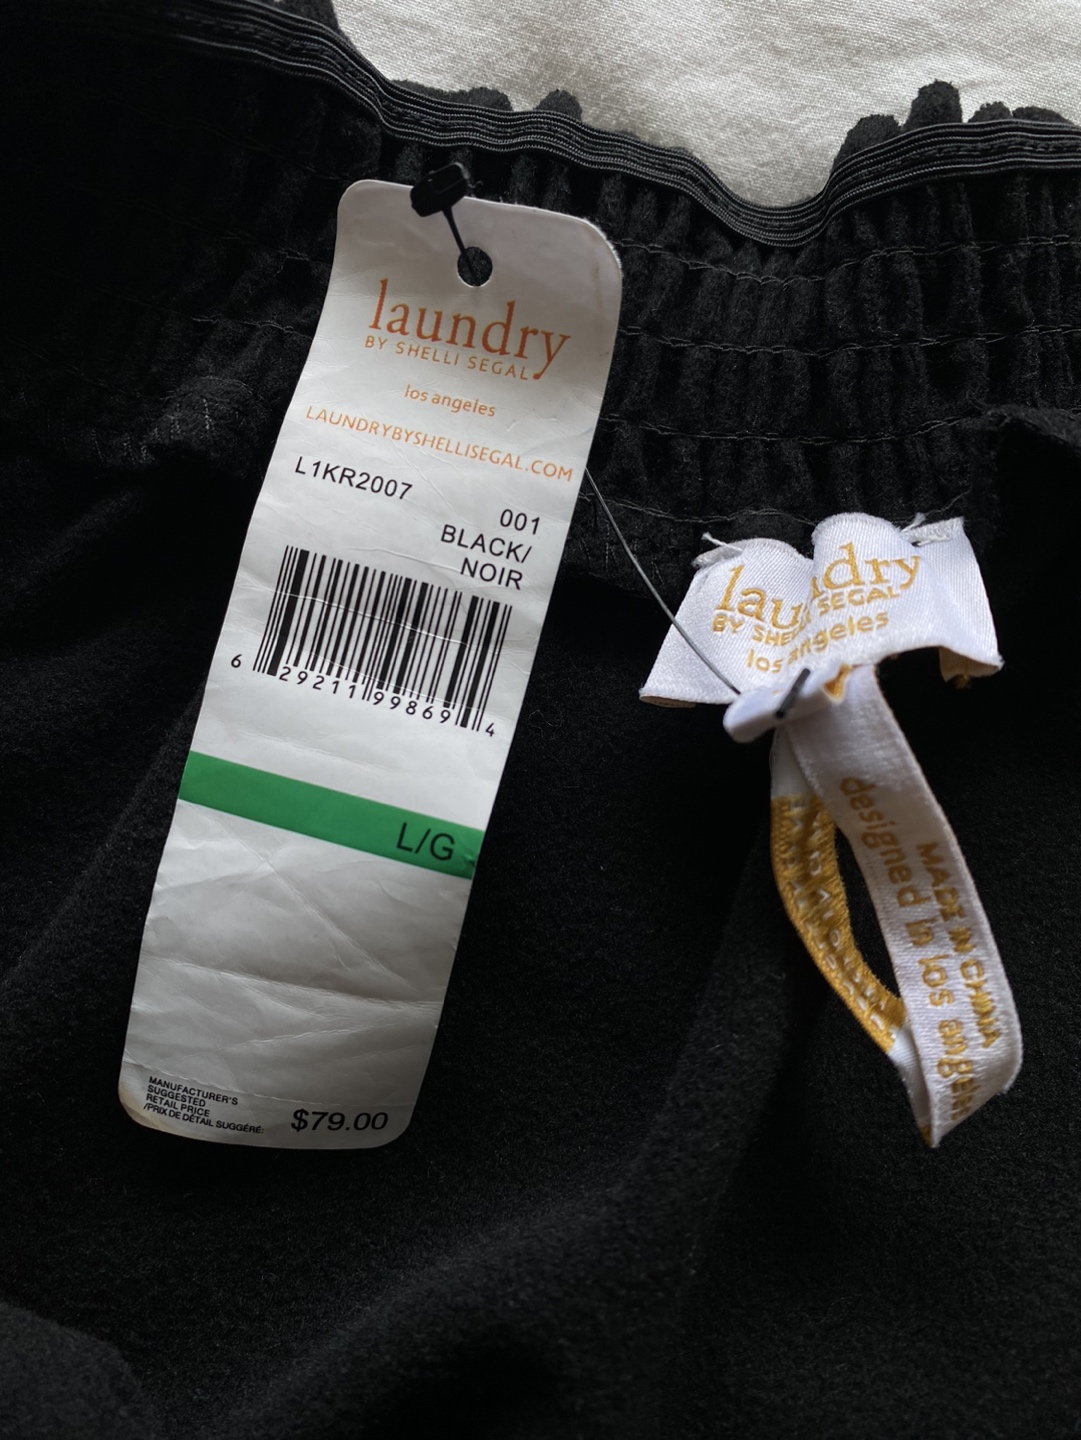 laundry
BY SHELLI SEGAL
los angeles
LAUNDRYBYSHELLISEGAL.COM
L1KR2007
001
BLACK/
NOIR
6 29211 99869 4
L/G
MANUFACTURER'S
SUGGESTED
RETAIL PRICE
/PRIX DE DÉTAIL SUGGÉRÉ:
$79.00
laundry
BY SHELLI SEGAL
los angeles
MADE IN CHINA
designed in los angeles